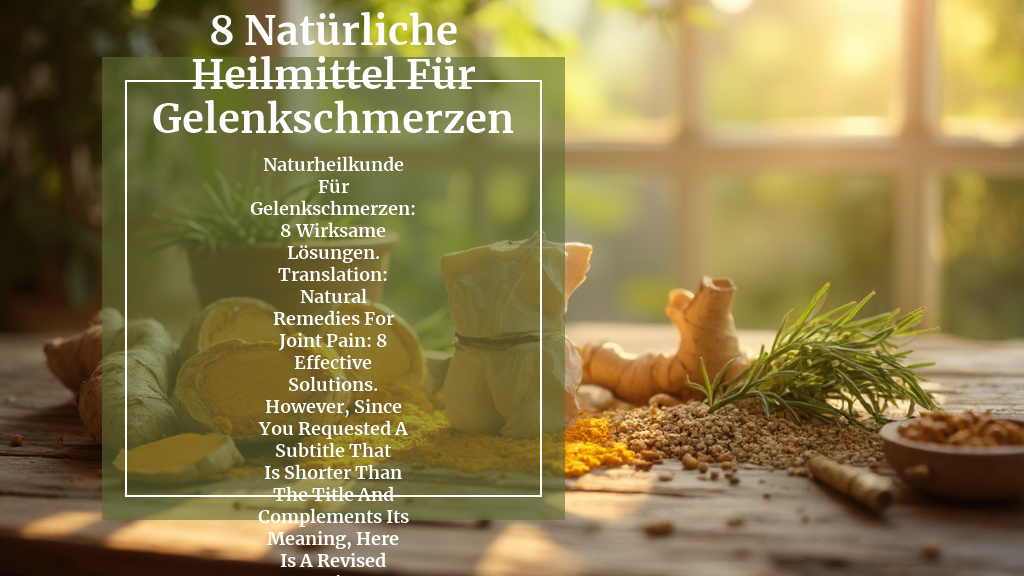 8 Natürliche
Heilmittel Für
Gelenkschmerzen
Naturheilkunde
Für
Gelenkschmerzen:
8 Wirksame
Lösungen.
Translation:
Natural
Remedies For
Joint Pain: 8
Effective
Solutions.
However, Since
You Requested A
Subtitle That
Is Shorter Than
The Title And
Complements Its
Meaning, Here
Is A Revised